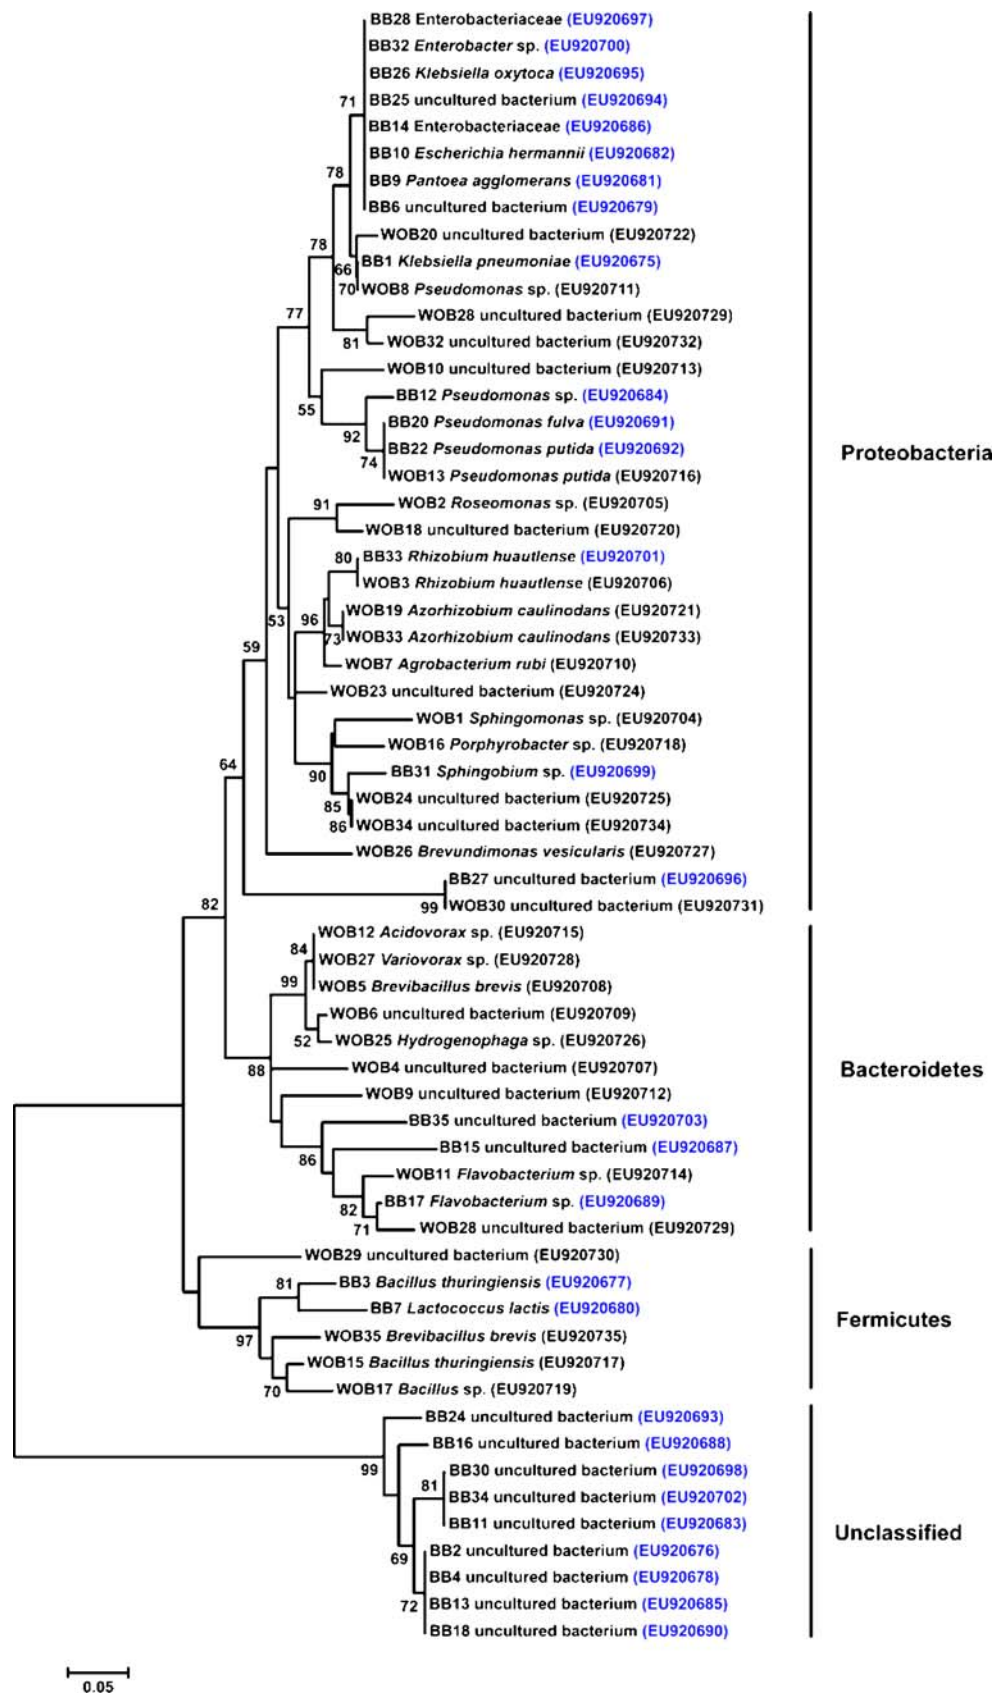 BB28 Enterobacteriaceae (EU920697)
BB32 Enterobacter sp. (EU920700)
BB26 Klebsiella oxytoca (EU920695)
71
BB25 uncultured bacterium (EU920694)
BB14 Enterobacteriaceae (EU920686)
BB10 Escherichia hermannii (EU920682)
78
BB9 Pantoea agglomerans (EU920681)
BB6 uncultured bacterium (EU920679)
WOB20 uncultured bacterium (EU920722)
78
BB1 Klebsiella pneumoniae (EU920675)
66
70 WOB8 Pseudomonas sp. (EU920711)
77
WOB28 uncultured bacterium (EU920729)
81 WOB32 uncultured bacterium (EU920732)
WOB10 uncultured bacterium (EU920713)
BB12 Pseudomonas sp. (EU920684)
55
BB20 Pseudomonas fulva (EU920691)
92
BB22 Pseudomonas putida (EU920692)
Proteobacteria
74
WOB13 Pseudomonas putida (EU920716)
91 WOB2 Roseomonas sp. (EU920705)
WOB18 uncultured bacterium (EU920720)
80 BB33 Rhizobium huautlense (EU920701)
WOB3 Rhizobium huautlense (EU920706)
WOB19 Azorhizobium caulinodans (EU920721)
53 96
73 WOB33 Azorhizobium caulinodans (EU920733)
59
WOB7 Agrobacterium rubi (EU920710)
WOB23 uncultured bacterium (EU920724)
WOB1 Sphingomonas sp. (EU920704)
WOB16 Porphyrobacter sp. (EU920718)
64
90 BB31 Sphingobium sp. (EU920699)
WOB24 uncultured bacterium (EU920725)
85
86 WOB34 uncultured bacterium (EU920734)
WOB26 Brevundimonas vesicularis (EU920727)
BB27 uncultured bacterium (EU920696)
82
99 WOB30 uncultured bacterium (EU920731)
WOB12 Acidovorax sp. (EU920715)
84
WOB27 Variovorax sp. (EU920728)
99
WOB5 Brevibacillus brevis (EU920708)
WOB6 uncultured bacterium (EU920709)
52 WOB25 Hydrogenophaga sp. (EU920726)
88
WOB4 uncultured bacterium (EU920707)
Bacteroidetes
WOB9 uncultured bacterium (EU920712)
BB35 uncultured bacterium (EU920703)
BB15 uncultured bacterium (EU920687)
86
WOB11 Flavobacterium sp. (EU920714)
BB17 Flavobacterium sp. (EU920689)
82
71 WOB28 uncultured bacterium (EU920729)
WOB29 uncultured bacterium (EU920730)
81 BB3 Bacillus thuringiensis (EU920677)
BB7 Lactococcus lactis (EU920680)
Fermicutes
97 WOB35 Brevibacillus brevis (EU920735)
WOB15 Bacillus thuringiensis (EU920717)
70 WOB17 Bacillus sp. (EU920719)
BB24 uncultured bacterium (EU920693)
BB16 uncultured bacterium (EU920688)
99
BB30 uncultured bacterium (EU920698)
81
BB34 uncultured bacterium (EU920702)
BB11 uncultured bacterium (EU920683)
Unclassified
BB2 uncultured bacterium (EU920676)
69
BB4 uncultured bacterium (EU920678)
72 BB13 uncultured bacterium (EU920685)
BB18 uncultured bacterium (EU920690)
0.05